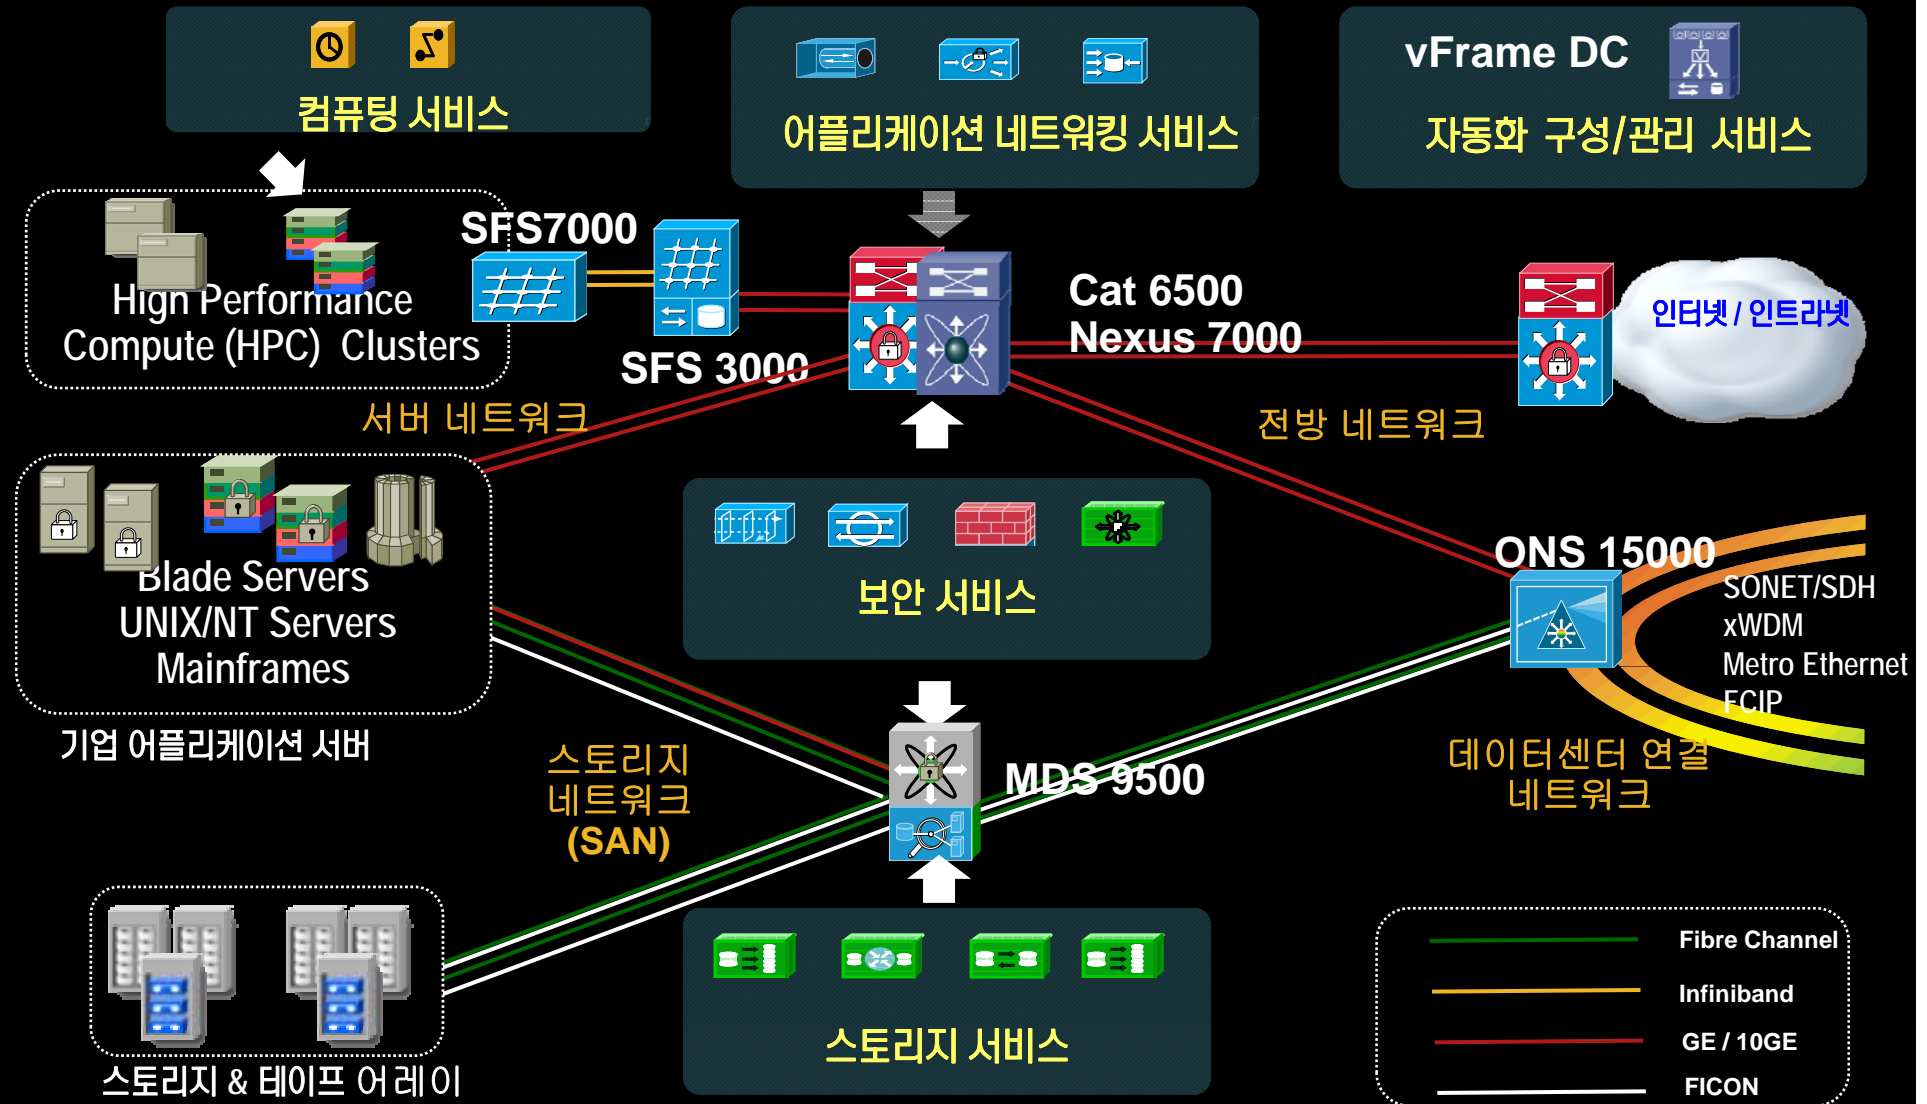 컴퓨팅 서비스
어플리케이션 네트워킹 서비스
vFrame DC
자동화 구성/관리 서비스
SFS7000
High Performance
Compute (HPC) Clusters
SFS 3000
Cat 6500
Nexus 7000
인터넷 / 인트라넷
서버 네트워크
전방 네트워크
Blade Servers
UNIX/NT Servers
Mainframes
기업 어플리케이션 서버
보안 서비스
ONS 15000
SONET/SDH
xWDM
Metro Ethernet
FCIP
데이터센터 연결
네트워크
스토리지
네트워크
(SAN)
MDS 9500
스토리지 & 테이프 어레이
스토리지 서비스
Fibre Channel
Infiniband
GE / 10GE
FICON